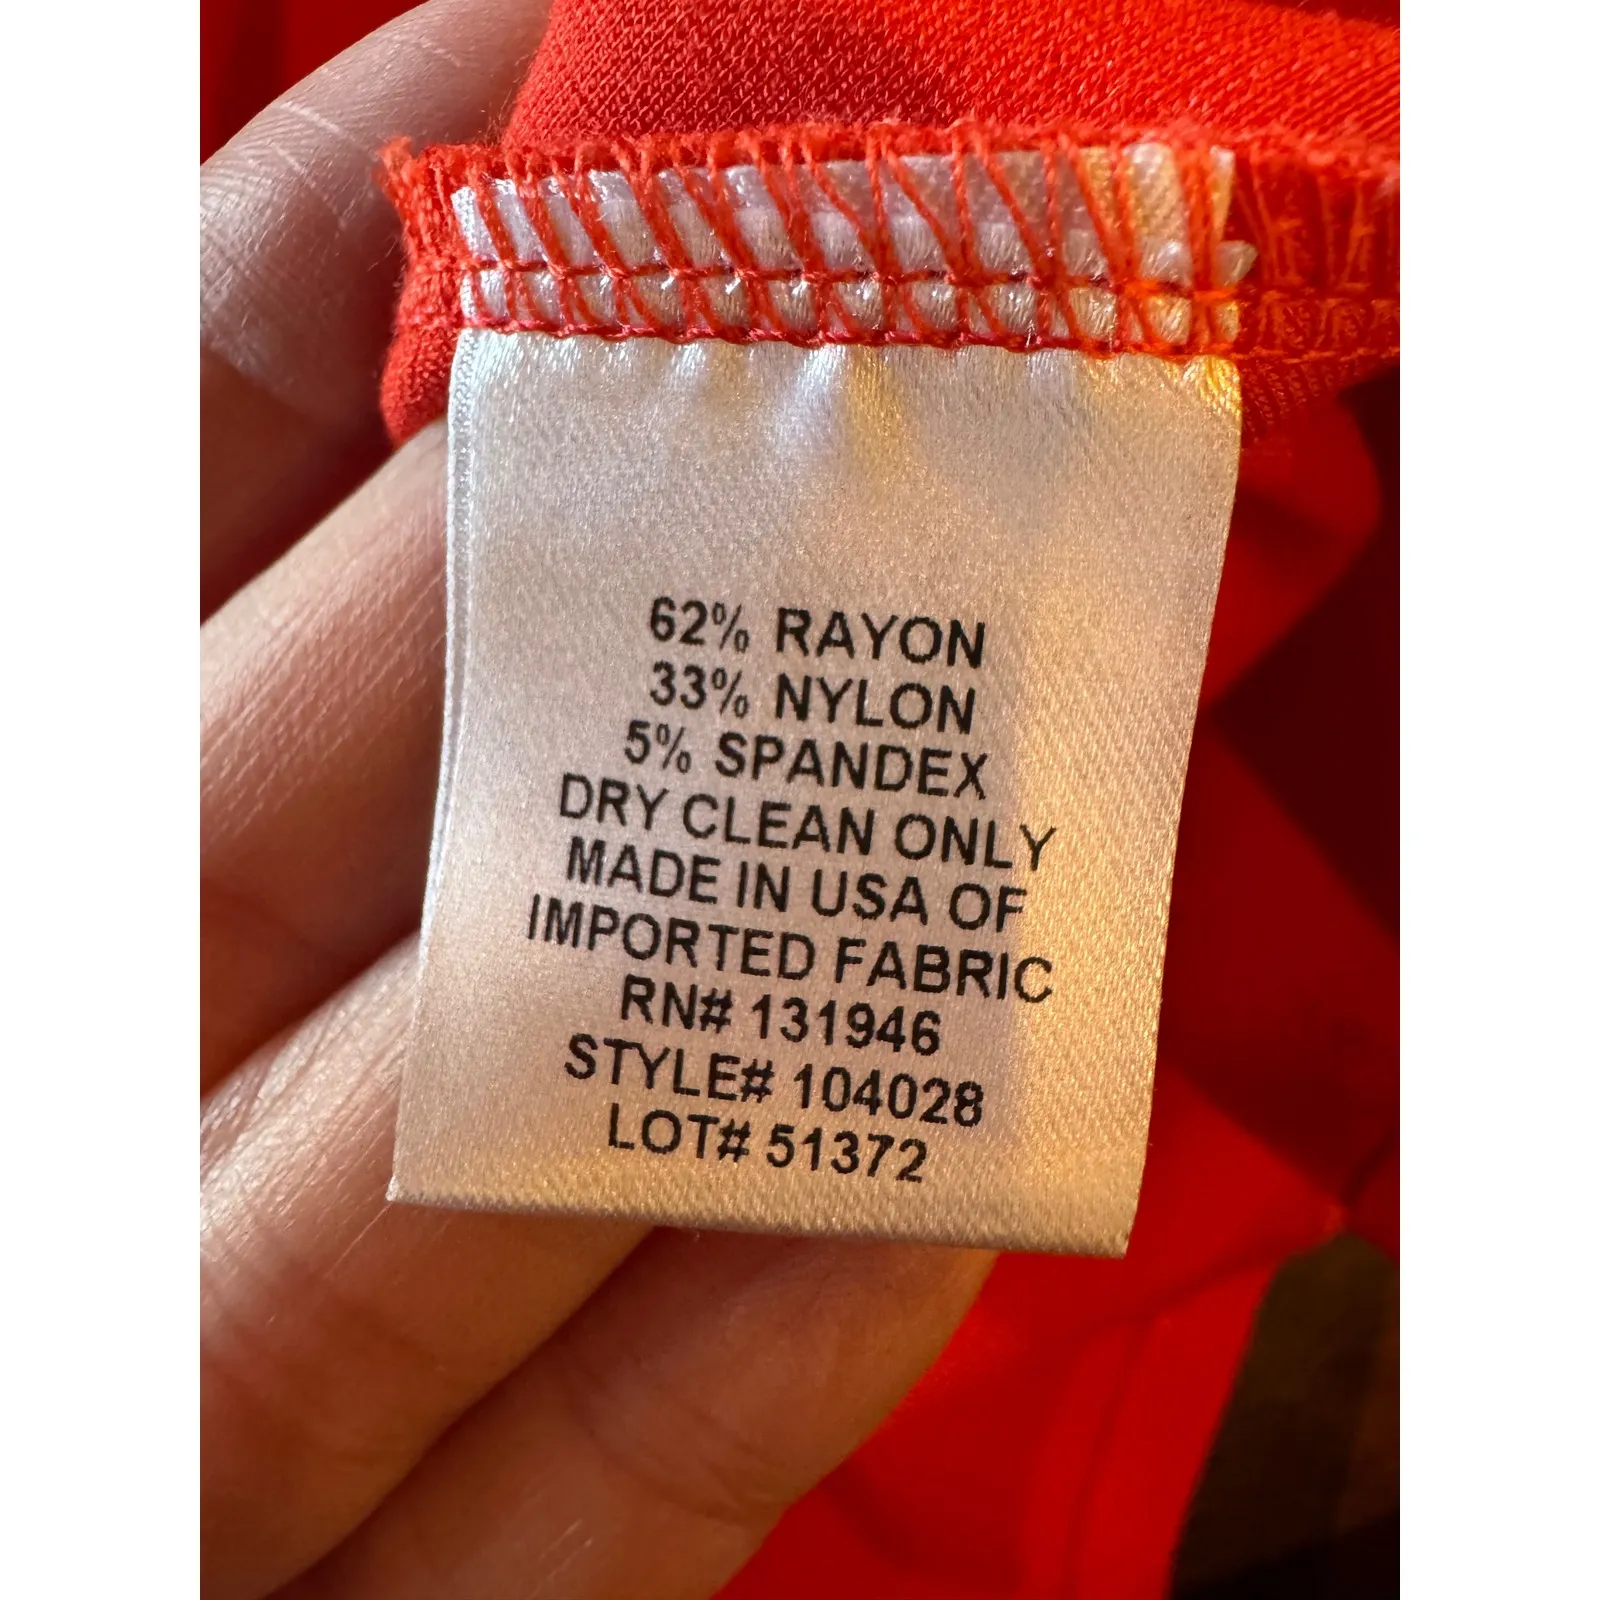 62% RAYON
33% NYLON
5% SPANDEX
DRY CLEAN ONLY
MADE IN USA OF
IMPORTED FABRIC
RN# 131946
STYLE# 104028
LOT# 51372